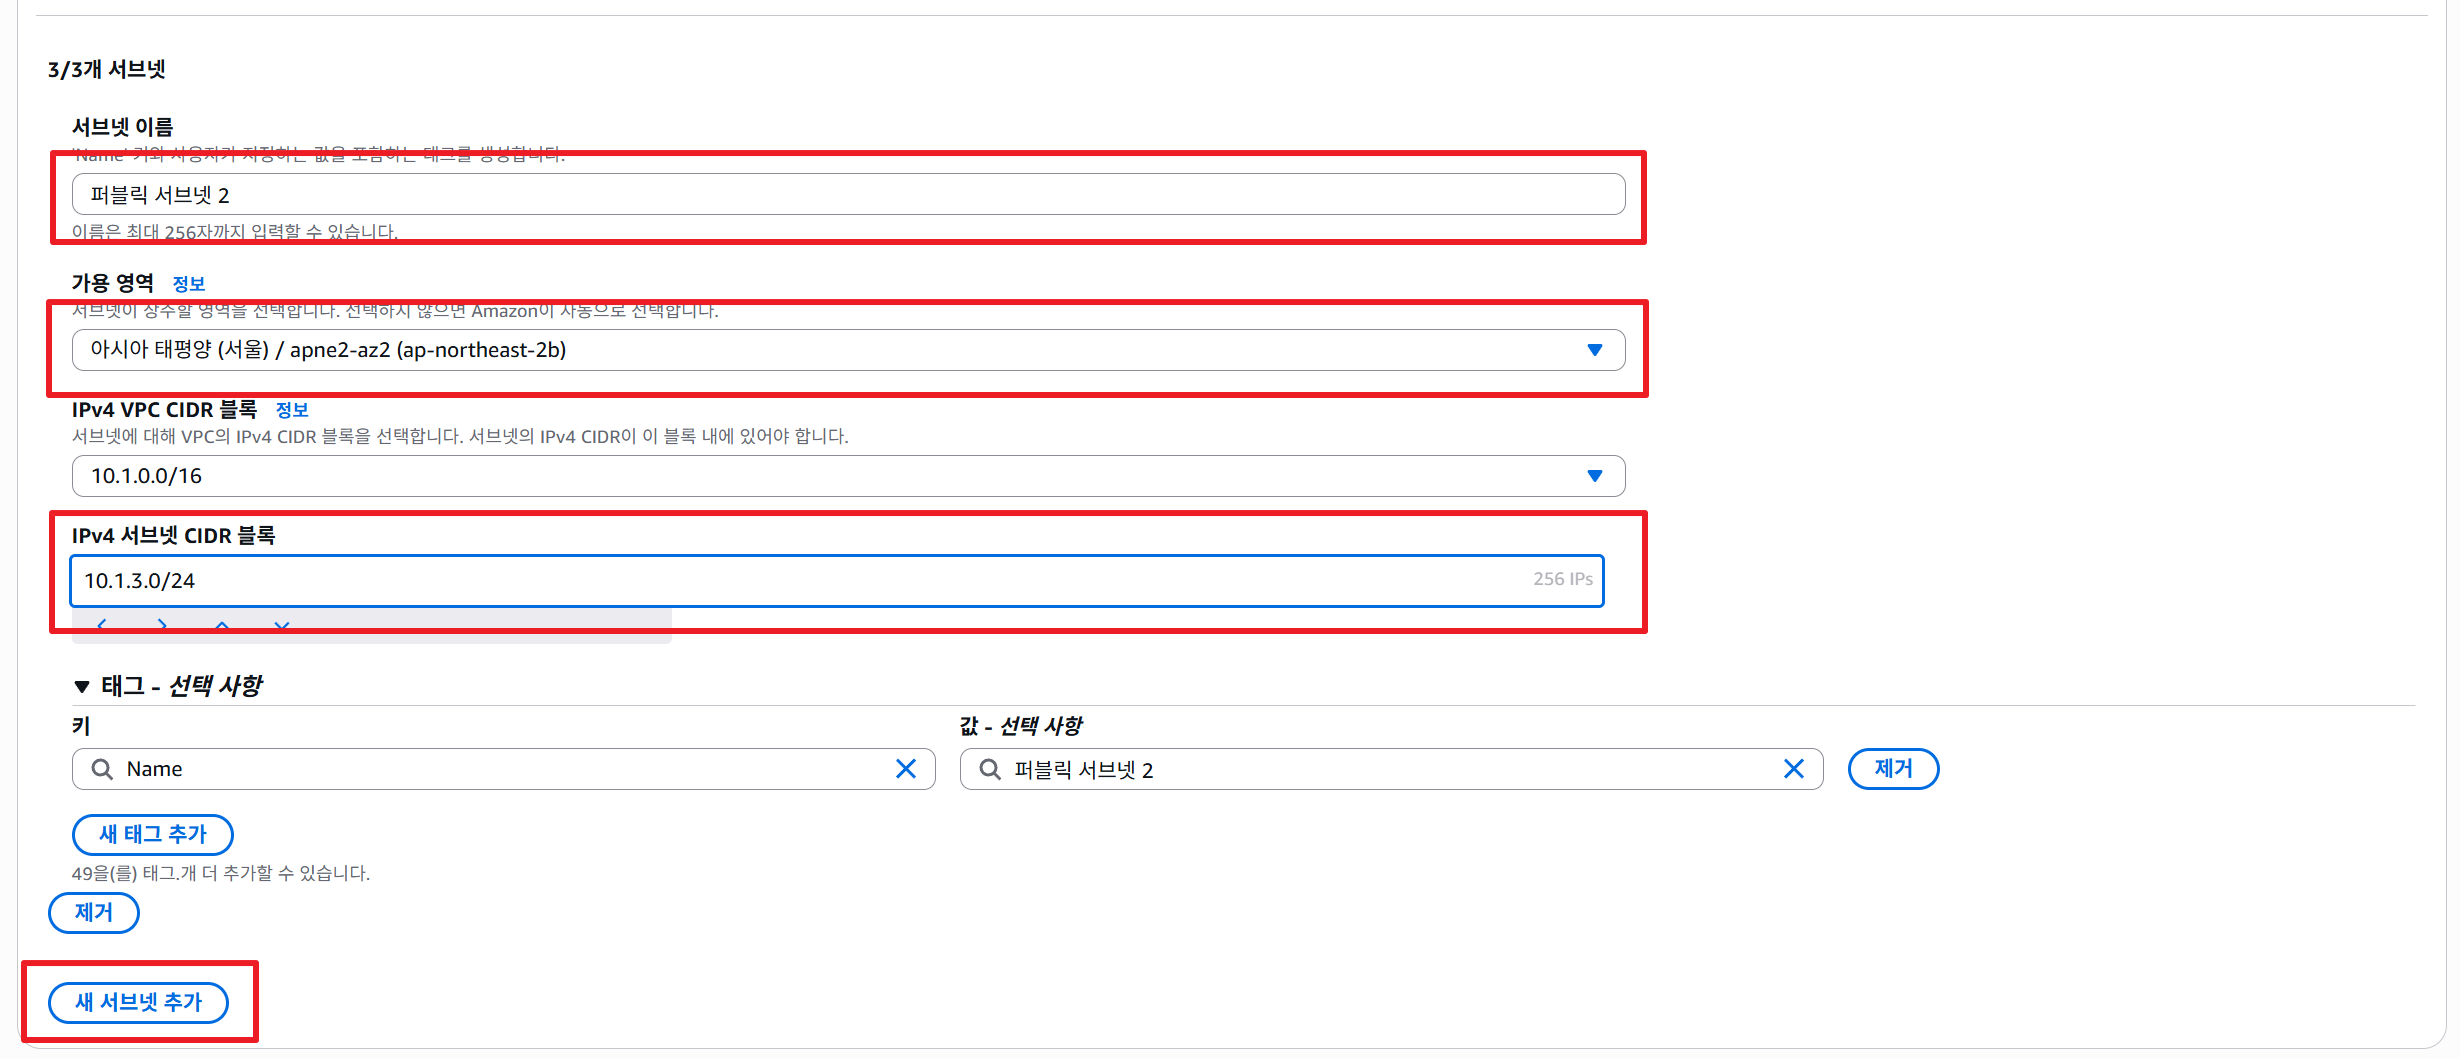 3/3개 서브넷
서브넷 이름
'Name' 키와 사용자가 지정하는 값을 포함하는 태그를 생성합니다.
퍼블릭 서브넷 2
이름은 최대 256자까지 입력할 수 있습니다.
가용 영역 정보
서브넷이 상주할 영역을 선택합니다. 선택하지 않으면 Amazon이 자동으로 선택합니다.
아시아 태평양 (서울) / apne2-az2 (ap-northeast-2b)
IPv4 VPC CIDR 블록 정보
서브넷에 대해 VPC의 IPv4 CIDR 블록을 선택합니다. 서브넷의 IPv4 CIDR이 이 블록 내에 있어야 합니다.
10.1.0.0/16
IPv4 서브넷 CIDR 블록
10.1.3.0/24 256 IPs
태그 - 선택 사항
키 값 - 선택 사항
Name 퍼블릭 서브넷 2 제거
새 태그 추가
49을(를) 태그.개 더 추가할 수 있습니다.
제거
새 서브넷 추가